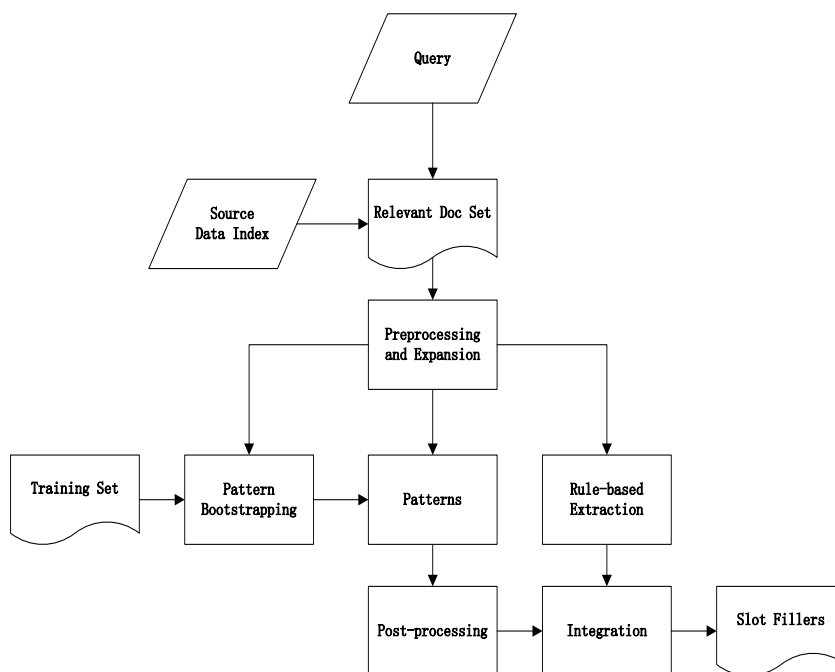 Query
Source
Data Index
Relevant Doc Set
Preprocessing
and Expansion
Training Set
Pattern
Bootstrapping
Patterns
Rule-based
Extraction
Post-processing
Integration
Slot Fillers